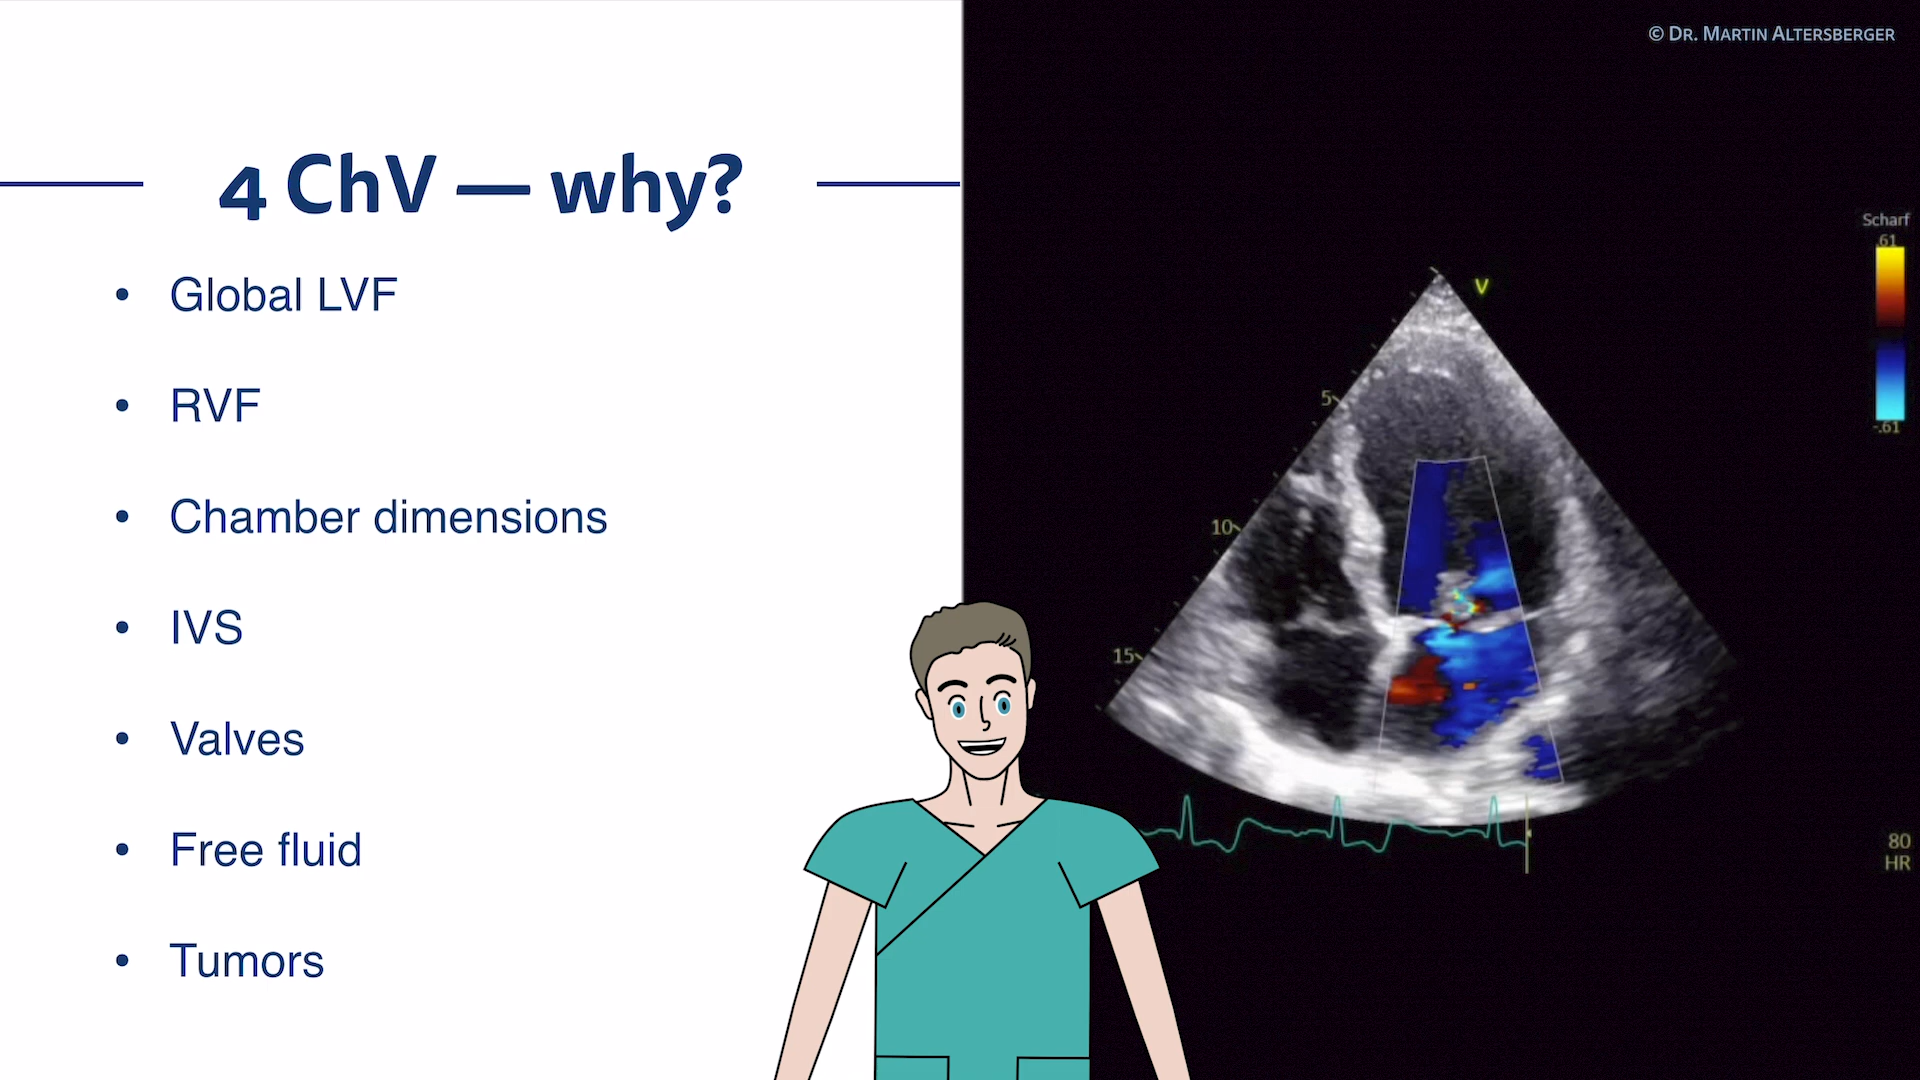 © Dr. Martin Altersberger
4 ChV — why?
• Global LVF
• RVF
• Chamber dimensions
• IVS
• Valves
• Free fluid
• Tumors
Scharf
.61
-.61
V
5
10
15
80
HR